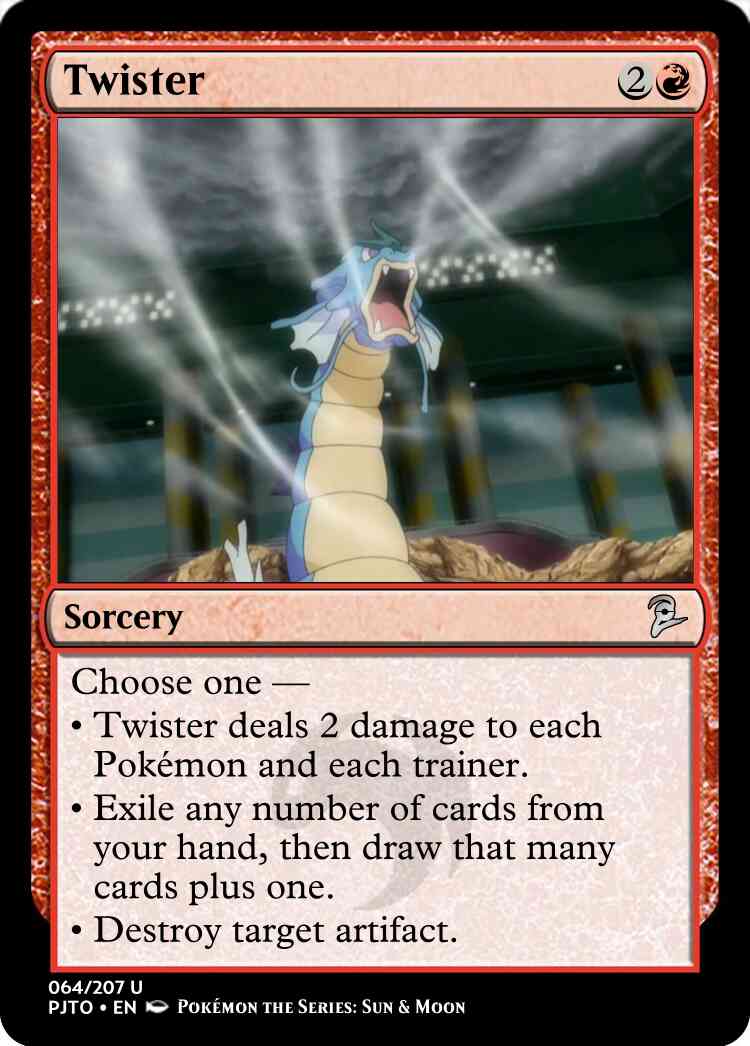 Twister 2
Sorcery
Choose one —
• Twister deals 2 damage to each
Pokémon and each trainer.
• Exile any number of cards from
your hand, then draw that many
cards plus one.
• Destroy target artifact.
064/207 U
PJTO • EN Pokémon the Series: Sun & Moon